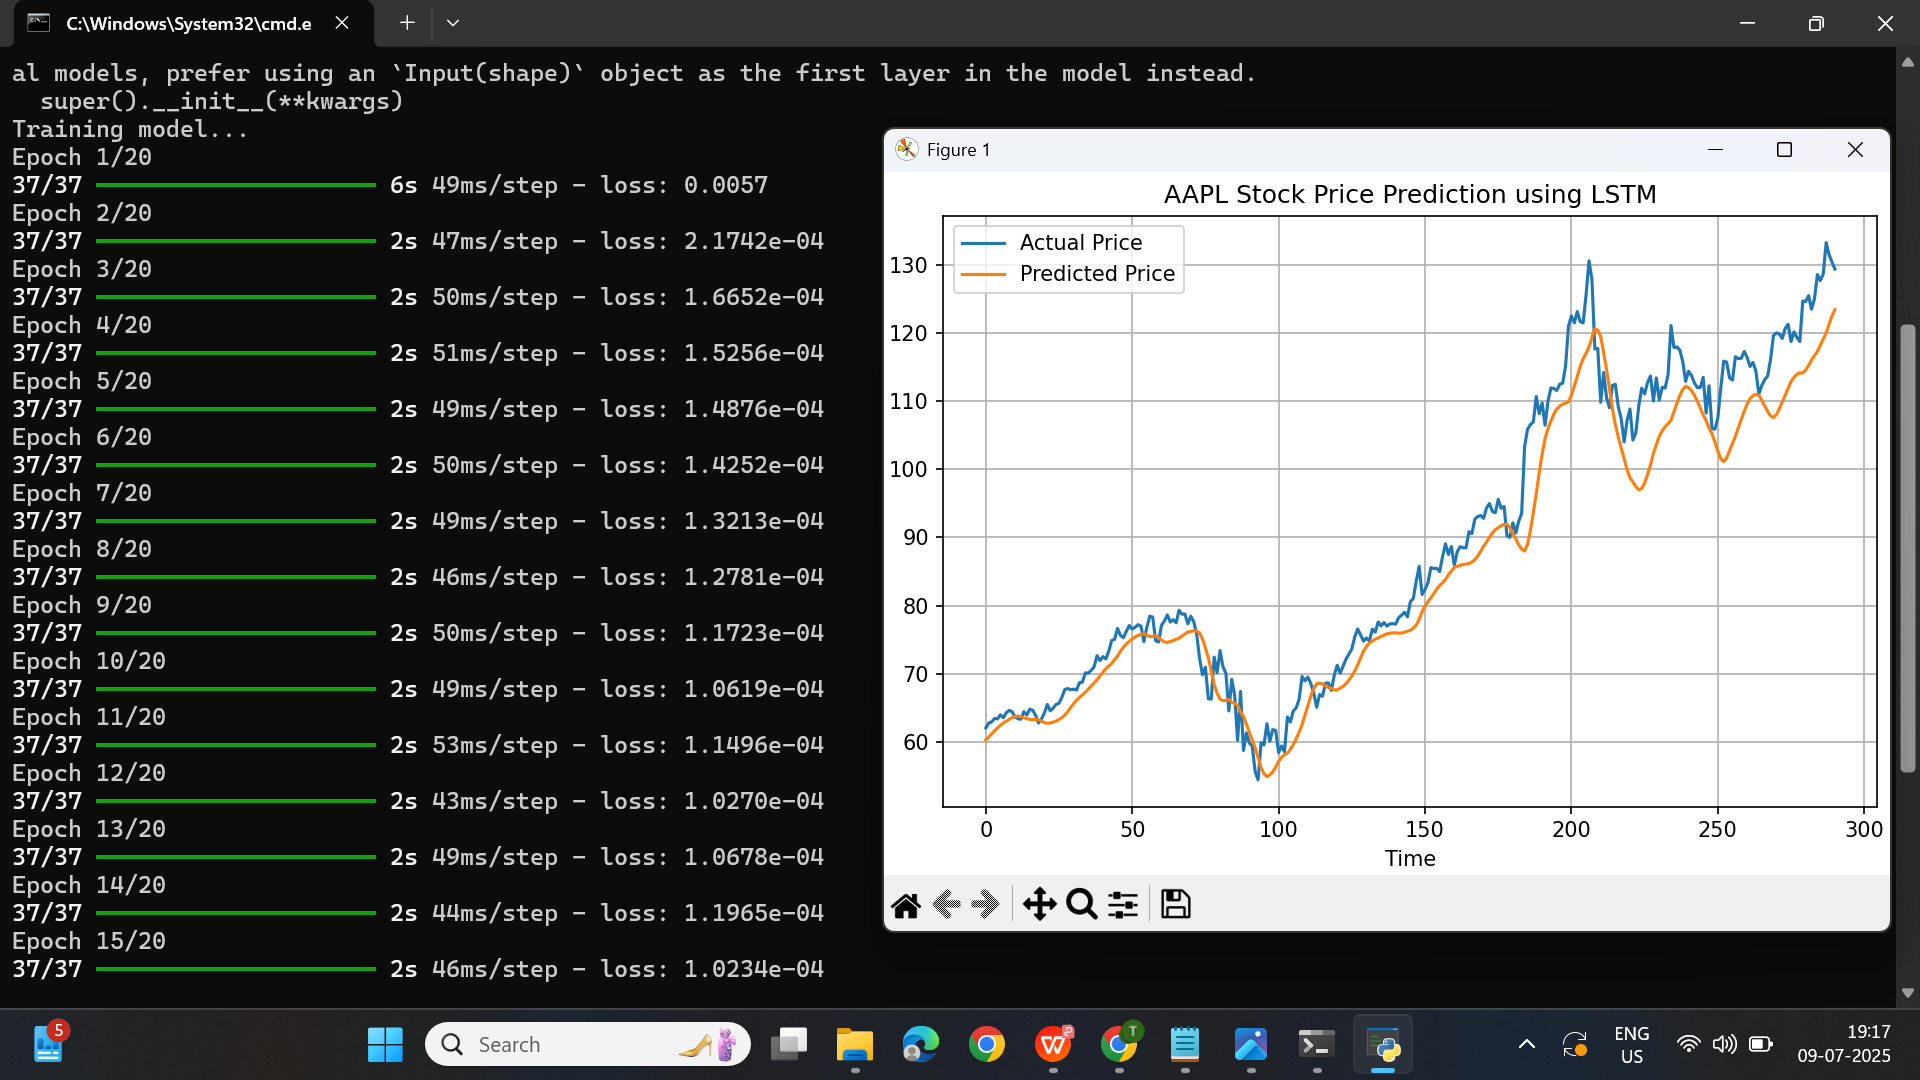 C:\Windows\System32\cmd.e
al models, prefer using an `Input(shape)` object as the first layer in the model instead.
super().__init__(**kwargs)
Training model...
Epoch 1/20
37/37 6s 49ms/step - loss: 0.0057
Epoch 2/20
37/37 2s 47ms/step - loss: 2.1742e-04
Epoch 3/20
37/37 2s 50ms/step - loss: 1.6652e-04
Epoch 4/20
37/37 2s 51ms/step - loss: 1.5256e-04
Epoch 5/20
37/37 2s 49ms/step - loss: 1.4876e-04
Epoch 6/20
37/37 2s 50ms/step - loss: 1.4252e-04
Epoch 7/20
37/37 2s 49ms/step - loss: 1.3213e-04
Epoch 8/20
37/37 2s 46ms/step - loss: 1.2781e-04
Epoch 9/20
37/37 2s 50ms/step - loss: 1.1723e-04
Epoch 10/20
37/37 2s 49ms/step - loss: 1.0619e-04
Epoch 11/20
37/37 2s 53ms/step - loss: 1.1496e-04
Epoch 12/20
37/37 2s 43ms/step - loss: 1.0270e-04
Epoch 13/20
37/37 2s 49ms/step - loss: 1.0678e-04
Epoch 14/20
37/37 2s 44ms/step - loss: 1.1965e-04
Epoch 15/20
37/37 2s 46ms/step - loss: 1.0234e-04
Figure 1
AAPL Stock Price Prediction using LSTM
Actual Price
Predicted Price
130
120
110
100
90
80
70
60
0 50 100 150 200 250 300
Time
5
Search
T
ENG
US
19:17
09-07-2025